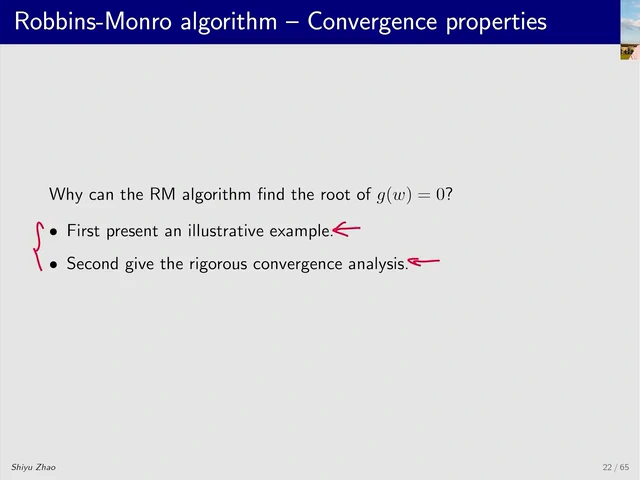 Robbins-Monro algorithm – Convergence properties
Why can the RM algorithm find the root of g(w) = 0?
• First present an illustrative example.
• Second give the rigorous convergence analysis.
Shiyu Zhao
22 / 65